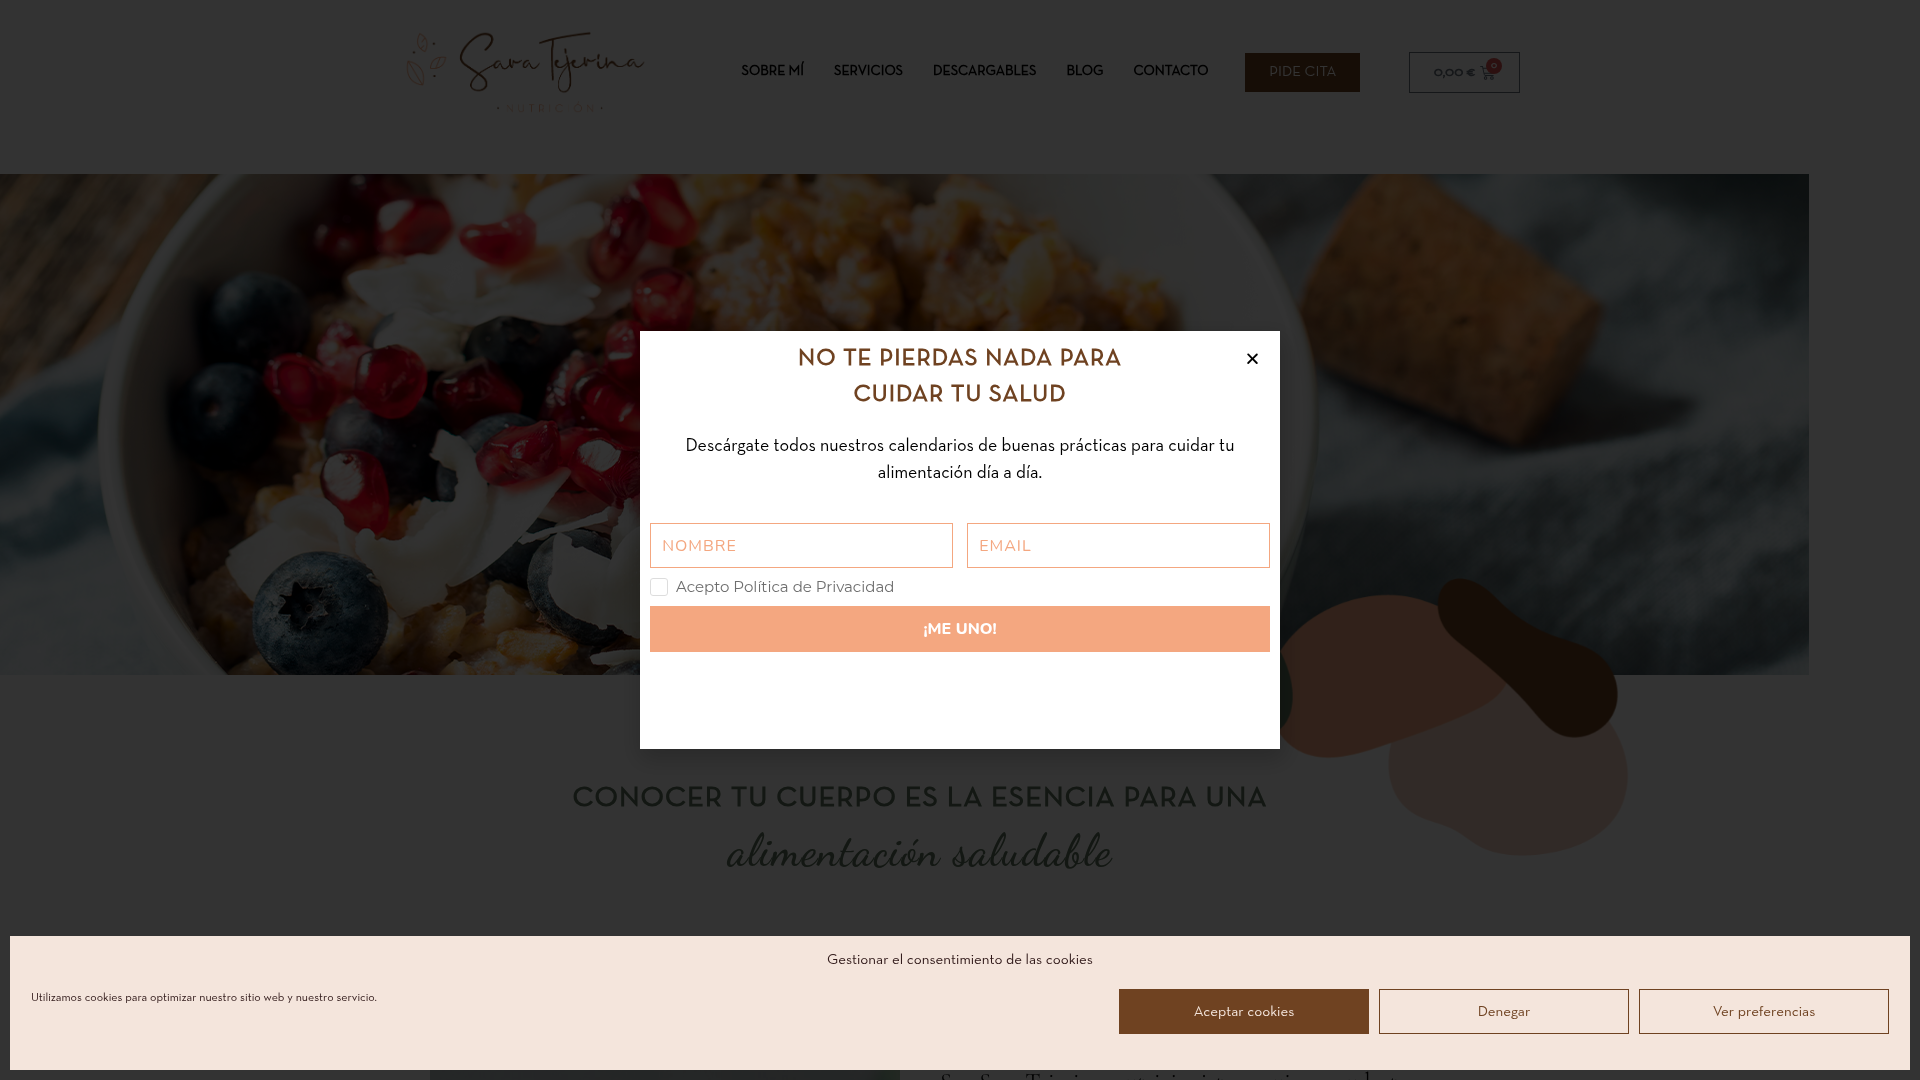 Sara Tejerina
• NUTRICIÓN •
SOBRE MÍ
SERVICIOS
DESCARGABLES
BLOG
CONTACTO
PIDE CITA
0,00 €
0
NO TE PIERDAS NADA PARA
CUIDAR TU SALUD
Descárgate todos nuestros calendarios de buenas prácticas para cuidar tu
alimentación día a día.
NOMBRE
EMAIL
Acepto Política de Privacidad
¡ME UNO!
CONOCER TU CUERPO ES LA ESENCIA PARA UNA
alimentación saludable
Gestionar el consentimiento de las cookies
Utilizamos cookies para optimizar nuestro sitio web y nuestro servicio.
Aceptar cookies
Denegar
Ver preferencias